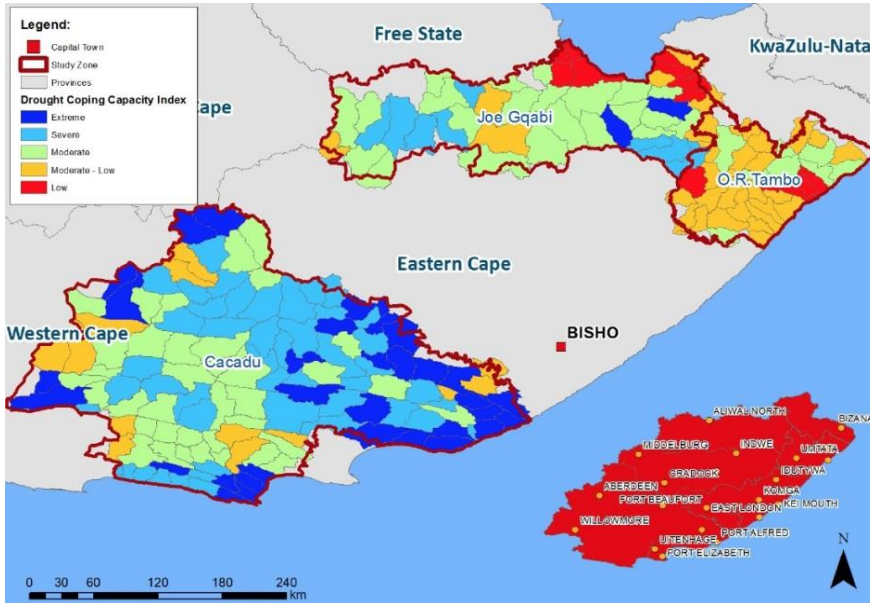 Legend:
Capital Town
Study Zone
Provinces
Drought Coping Capacity Index
Extreme
Severe
Moderate
Moderate - Low
Low
Free State
KwaZulu-Nata
Cape
Joe Gqabi
O.R.Tambo
Eastern Cape
BISHO
Western Cape
Cacadu
ALIWAL NORTH
BIZANA
MIDDELBURG
INDWE
UMTATA
CRADOCK
IDUTYWA
ABERDEEN
KOMGA
FORT BEAUFORT
EAST LONDON
KEI MOUTH
WILLOWMORE
PORT ALFRED
UITENHAGE
PORT ELIZABETH
N
0 30 60 120 180 240
km